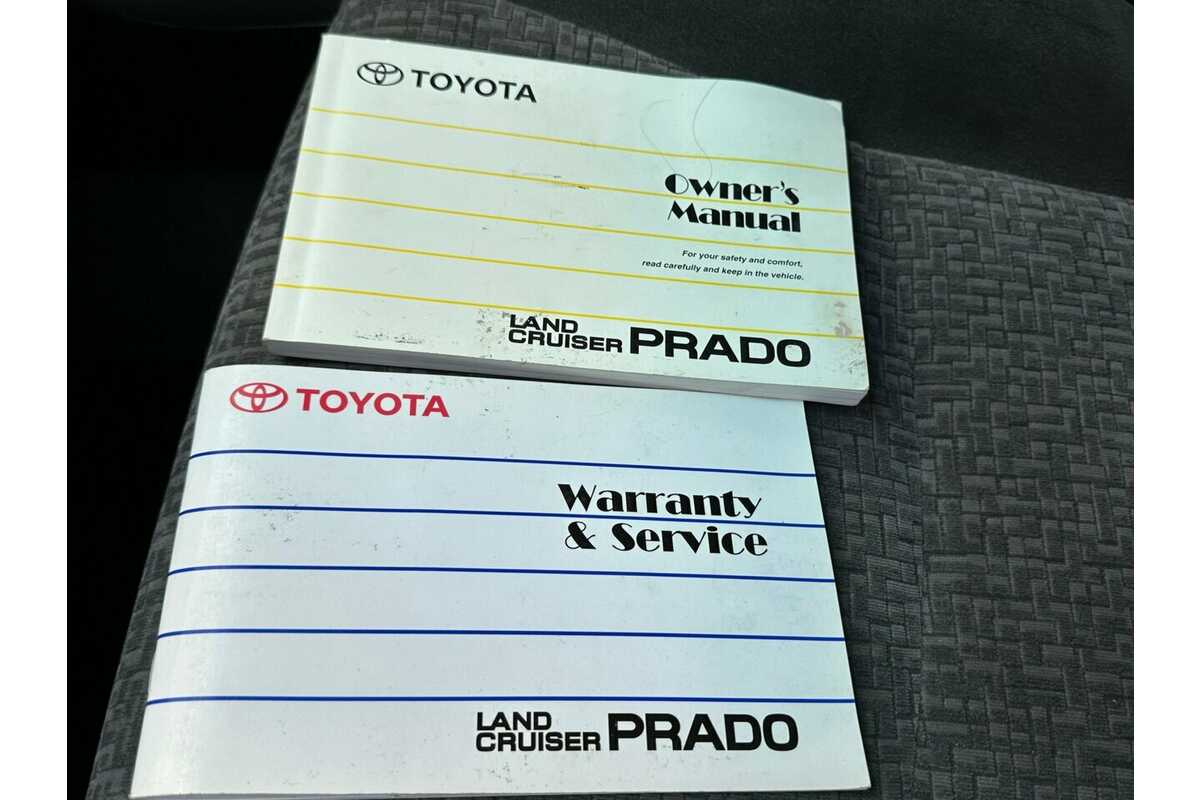 TOYOTA
Owner's
Manual
For your safety and comfort,
read carefully and keep in the vehicle.
LAND
CRUISER PRADO
TOYOTA
Warranty
& Service
LAND
CRUISER PRADO